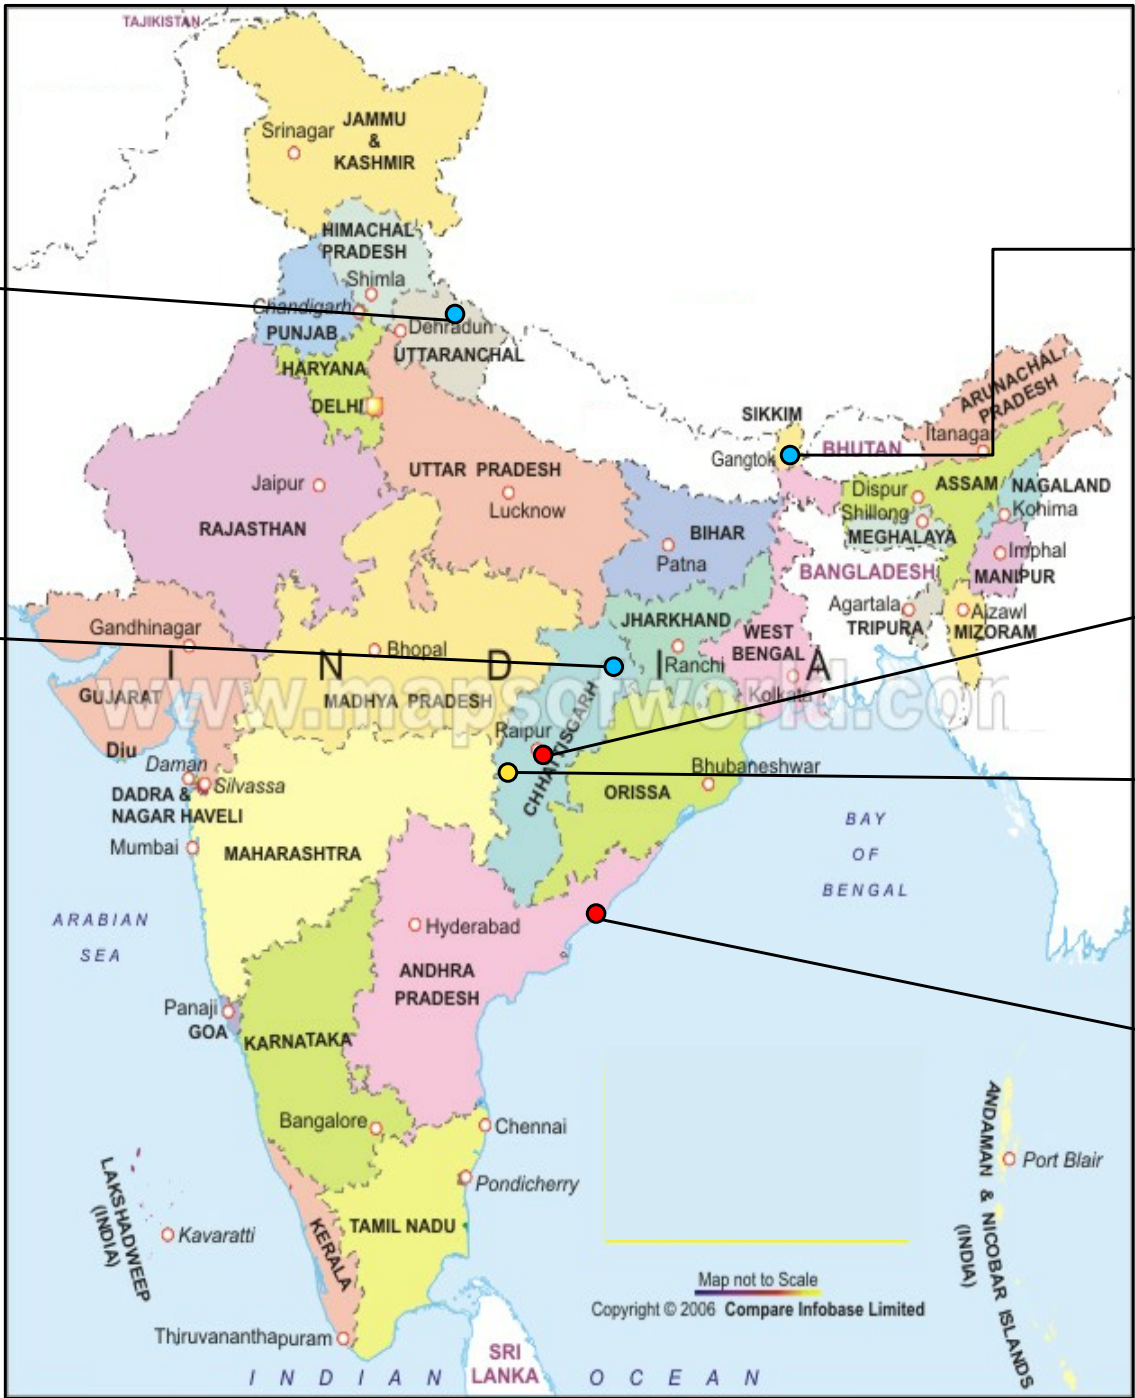 TAJIKISTAN
JAMMU
&
KASHMIR
Srinagar
HIMACHAL
PRADESH
Shimla
Chandigarh
PUNJAB
Dehradun
UTTARANCHAL
HARYANA
DELHI
SIKKIM
Gangtok
BHUTAN
ARUNACHAL
PRADESH
Itanagar
UTTAR PRADESH
Lucknow
Jaipur
RAJASTHAN
BIHAR
Patna
Dispur
ASSAM
NAGALAND
Shillong
Kohima
MEGHALAYA
Imphal
MANIPUR
BANGLADESH
Agartala
TRIPURA
Aizawl
MIZORAM
JHARKHAND
Ranchi
WEST
BENGAL
Kolkata
Gandhinagar
Bhopal
I N D I A
GUJARAT
MADHYA PRADESH
www.mapsofworld.com
Diu
Raipur
CHHATTISGARH
Daman
Silvassa
DADRA &
NAGAR HAVELI
Bhubaneshwar
ORISSA
Mumbai
MAHARASHTRA
BAY
OF
BENGAL
ARABIAN
SEA
Hyderabad
ANDHRA
PRADESH
Panaji
GOA
KARNATAKA
Bangalore
Chennai
Pondicherry
LAKSHADWEEP
(INDIA)
Kavaratti
KERALA
TAMIL NADU
Thiruvananthapuram
Port Blair
ANDAMAN & NICOBAR ISLANDS
(INDIA)
Map not to Scale
Copyright © 2006 Compare Infobase Limited
SRI
LANKA
INDIAN OCEAN